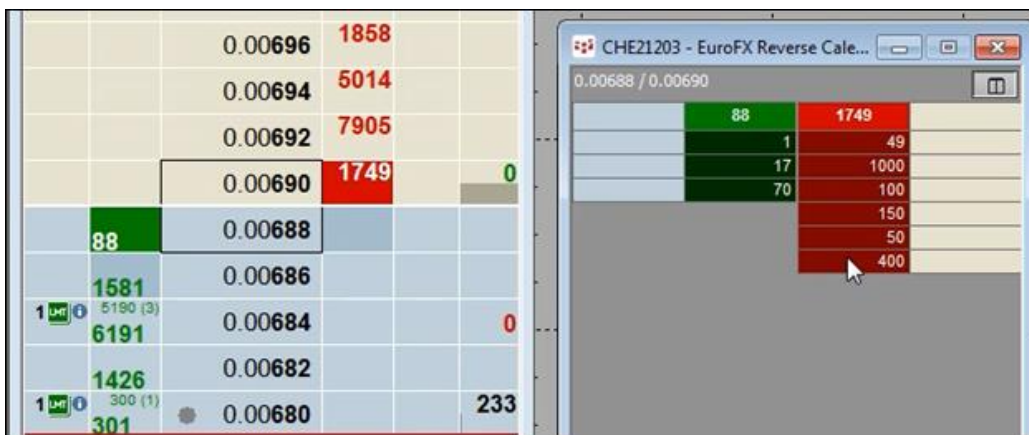 0.00696 1858
0.00694 5014
0.00692 7905
0.00690 1749 0
88 0.00688
1581 0.00686
1 LMT i 5190 (3)
6191 0.00684 0
1426 0.00682
1 LMT i 300 (1)
301 0.00680 233
CHE21203 - EuroFX Reverse Cale...
0.00688 / 0.00690
88 1749
1 49
17 1000
70 100
150
50
400